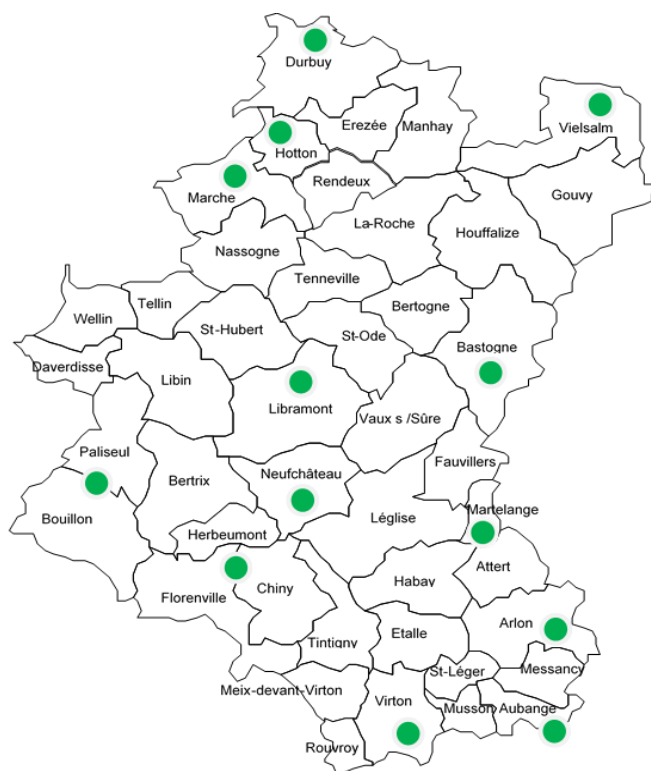 Durbuy
Vielsalm
Erezée
Manhay
Hotton
Rendeux
Marche
Gouvy
La-Roche
Houffalize
Nassogne
Tenneville
Tellin
Bertogne
Wellin
St-Hubert
St-Ode
Bastogne
Daverdisse
Libin
Libramont
Vaux s /Sûre
Paliseul
Fauvillers
Neufchâteau
Bertrix
Martelange
Bouillon
Léglise
Herbeumont
Attert
Habay
Chiny
Florenville
Arlon
Etalle
Tintigny
St-Léger
Messancy
Meix-devant-Virton
Virton
Musson
Aubange
Rouvroy